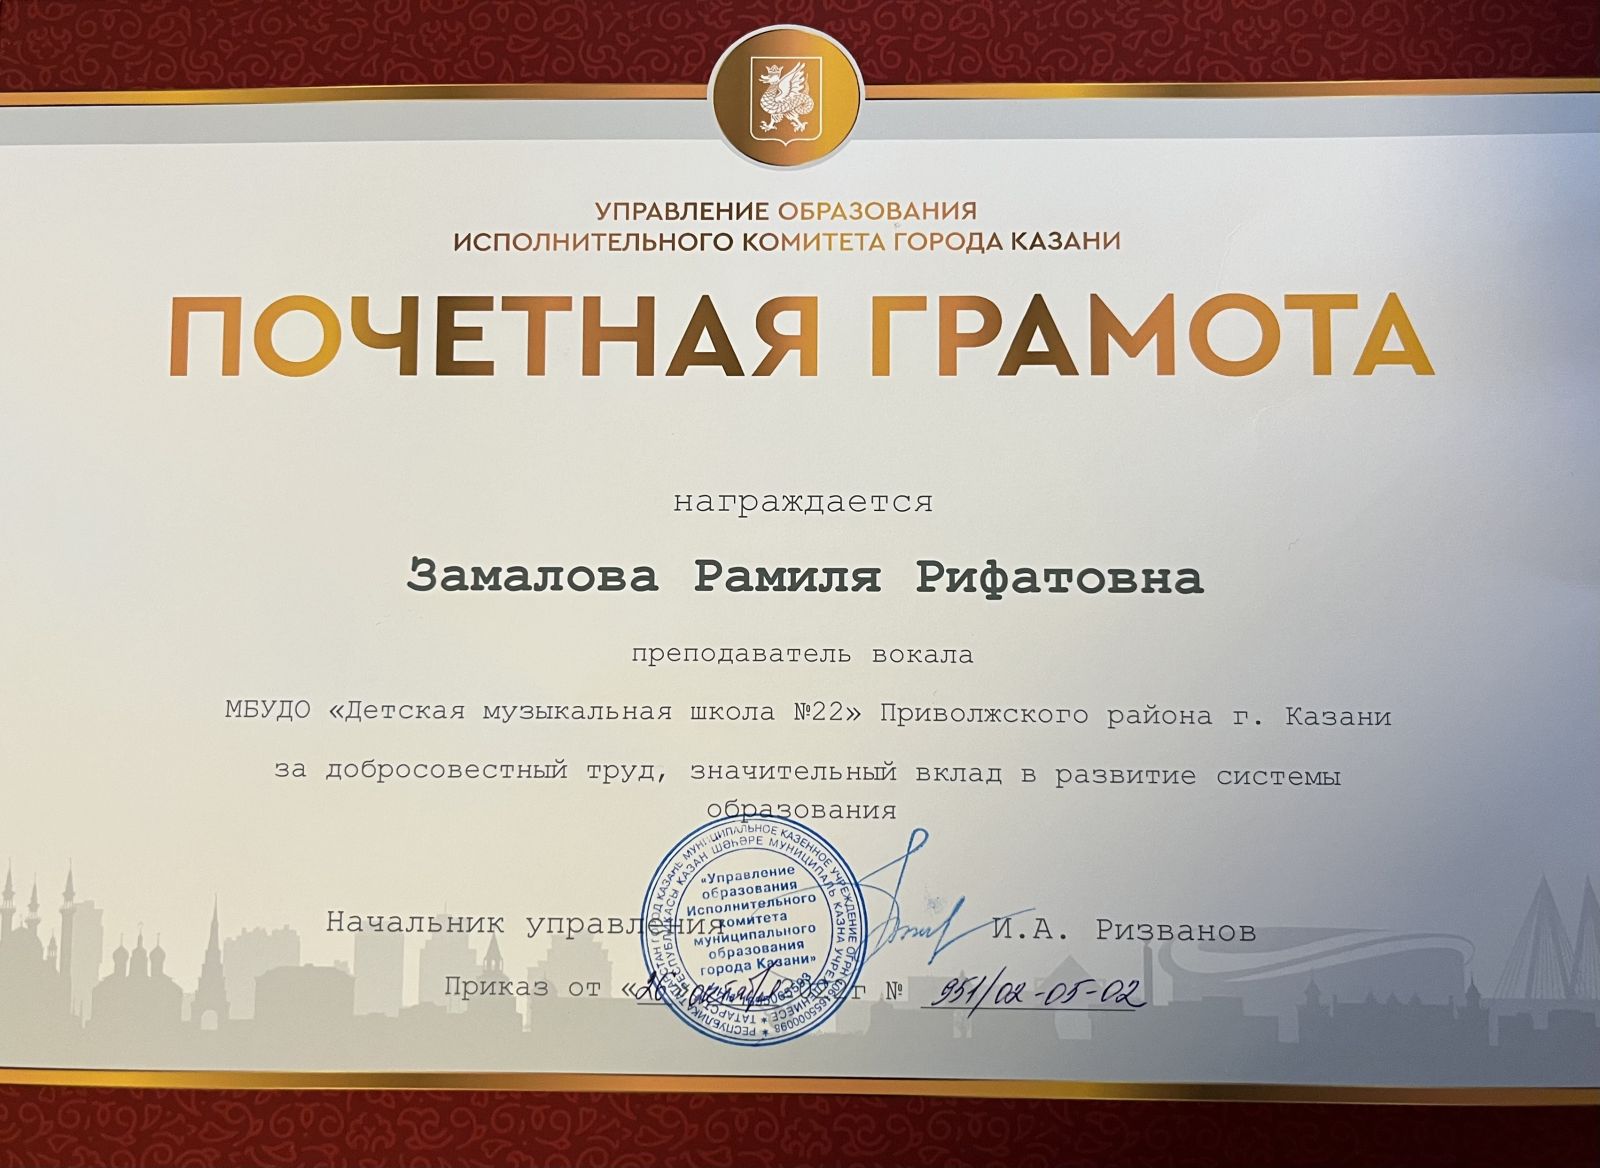 УПРАВЛЕНИЕ ОБРАЗОВАНИЯ
ИСПОЛНИТЕЛЬНОГО КОМИТЕТА ГОРОДА КАЗАНИ
ПОЧЕТНАЯ ГРАМОТА
награждается
Замалова Рамиля Рифатовна
преподаватель вокала
МБУДО «Детская музыкальная школа №22» Приволжского района г. Казани
за добросовестный труд, значительный вклад в развитие системы
образования
«Управление
образования
Исполнительного
комитета
муниципального
образования
города Казани»
Начальник управления И.А. Ризванов
Приказ от «26» октября г № 951/02-05-02